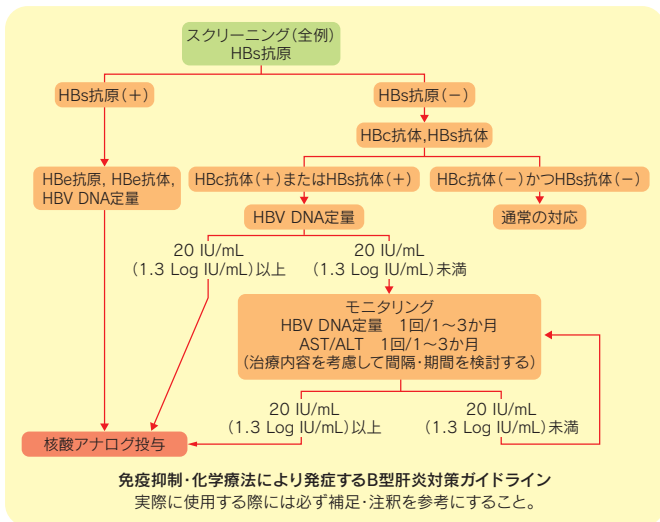 スクリーニング(全例)
HBs抗原
HBs抗原(+)
HBs抗原(−)
HBc抗体,HBs抗体
HBe抗原, HBe抗体,
HBV DNA定量
HBc抗体(+)またはHBs抗体(+)
HBc抗体(−)かつHBs抗体(−)
HBV DNA定量
通常の対応
20 IU/mL
(1.3 Log IU/mL)以上
20 IU/mL
(1.3 Log IU/mL)未満
モニタリング
HBV DNA定量 1回/1〜3か月
AST/ALT 1回/1〜3か月
(治療内容を考慮して間隔・期間を検討する)
20 IU/mL
(1.3 Log IU/mL)以上
20 IU/mL
(1.3 Log IU/mL)未満
核酸アナログ投与
免疫抑制・化学療法により発症するB型肝炎対策ガイドライン
実際に使用する際には必ず補足・注釈を参考にすること。